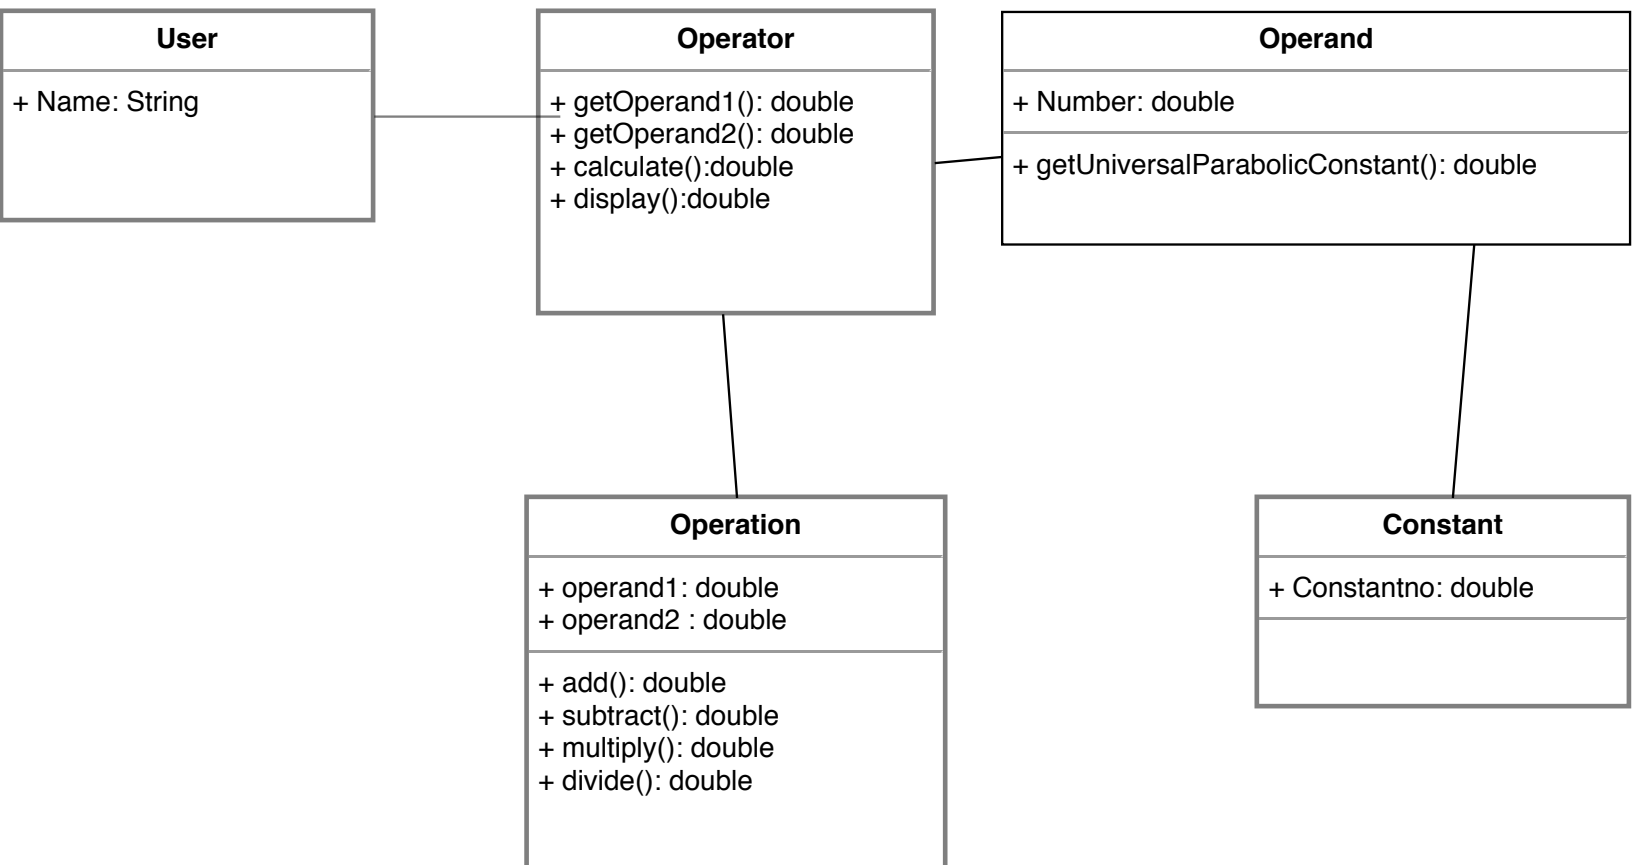 User
+ Name: String
Operator
+ getOperand1(): double
+ getOperand2(): double
+ calculate():double
+ display():double
Operand
+ Number: double
+ getUniversalParabolicConstant(): double
Operation
+ operand1: double
+ operand2 : double
+ add(): double
+ subtract(): double
+ multiply(): double
+ divide(): double
Constant
+ Constantno: double